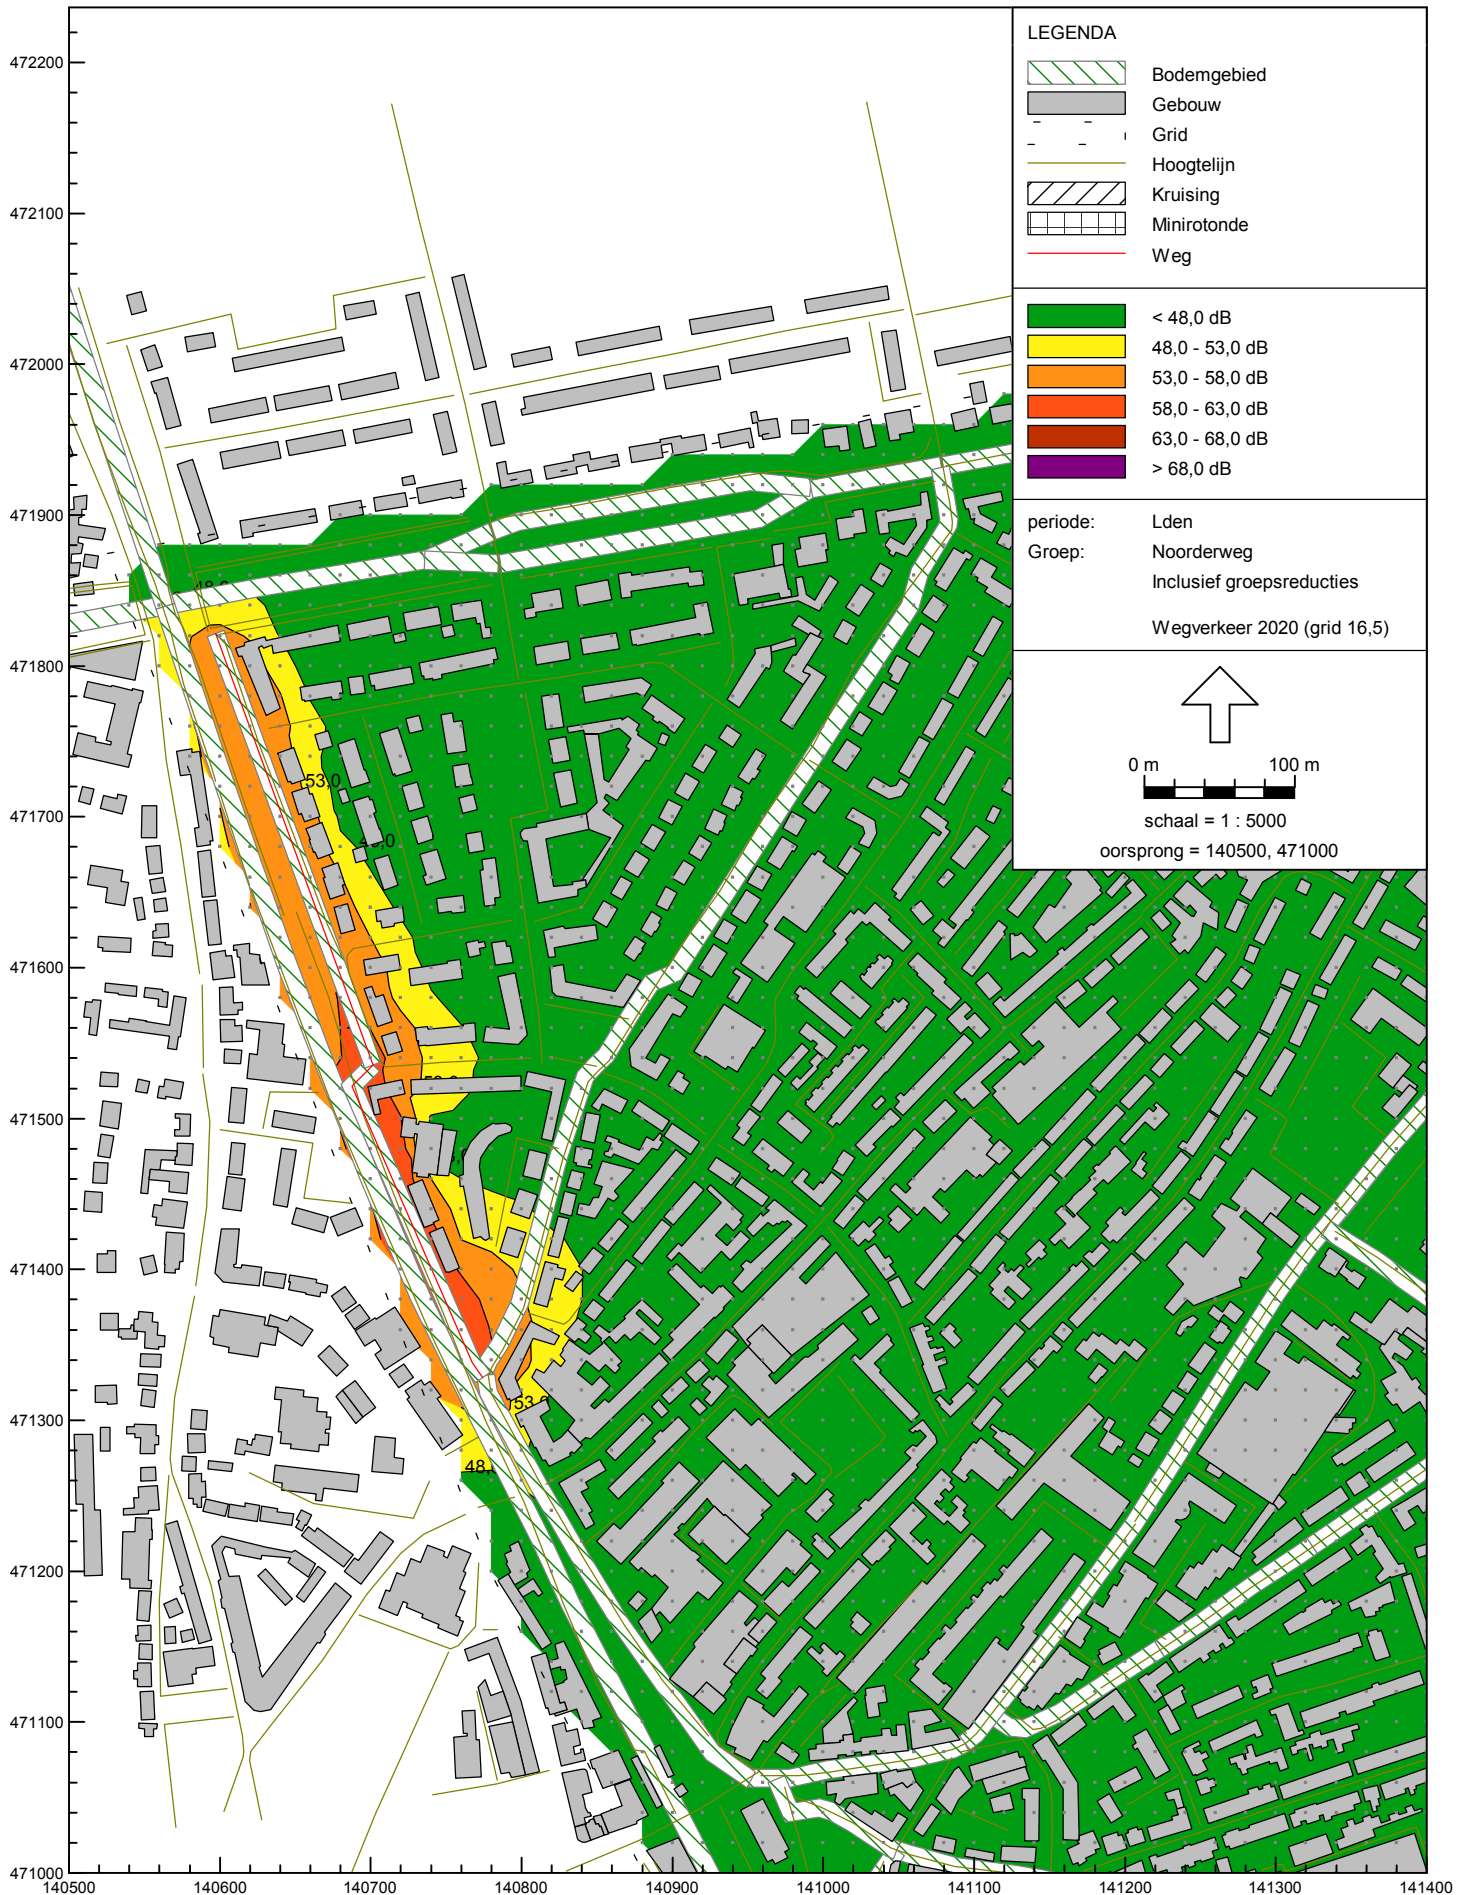 LEGENDA
Bodemgebied
Gebouw
Grid
Hoogtelijn
Kruising
Minirotonde
Weg
< 48,0 dB
48,0 - 53,0 dB
53,0 - 58,0 dB
58,0 - 63,0 dB
63,0 - 68,0 dB
> 68,0 dB
periode: Lden
Groep: Noorderweg
Inclusief groepsreducties
Wegverkeer 2020 (grid 16,5)
0 m 100 m
schaal = 1 : 5000
oorsprong = 140500, 471000
472200
472100
472000
471900
471800
471700
471600
471500
471400
471300
471200
471100
471000
53,0
140500 140600 140700 140800 140900 141000 141100 141200 141300 141400